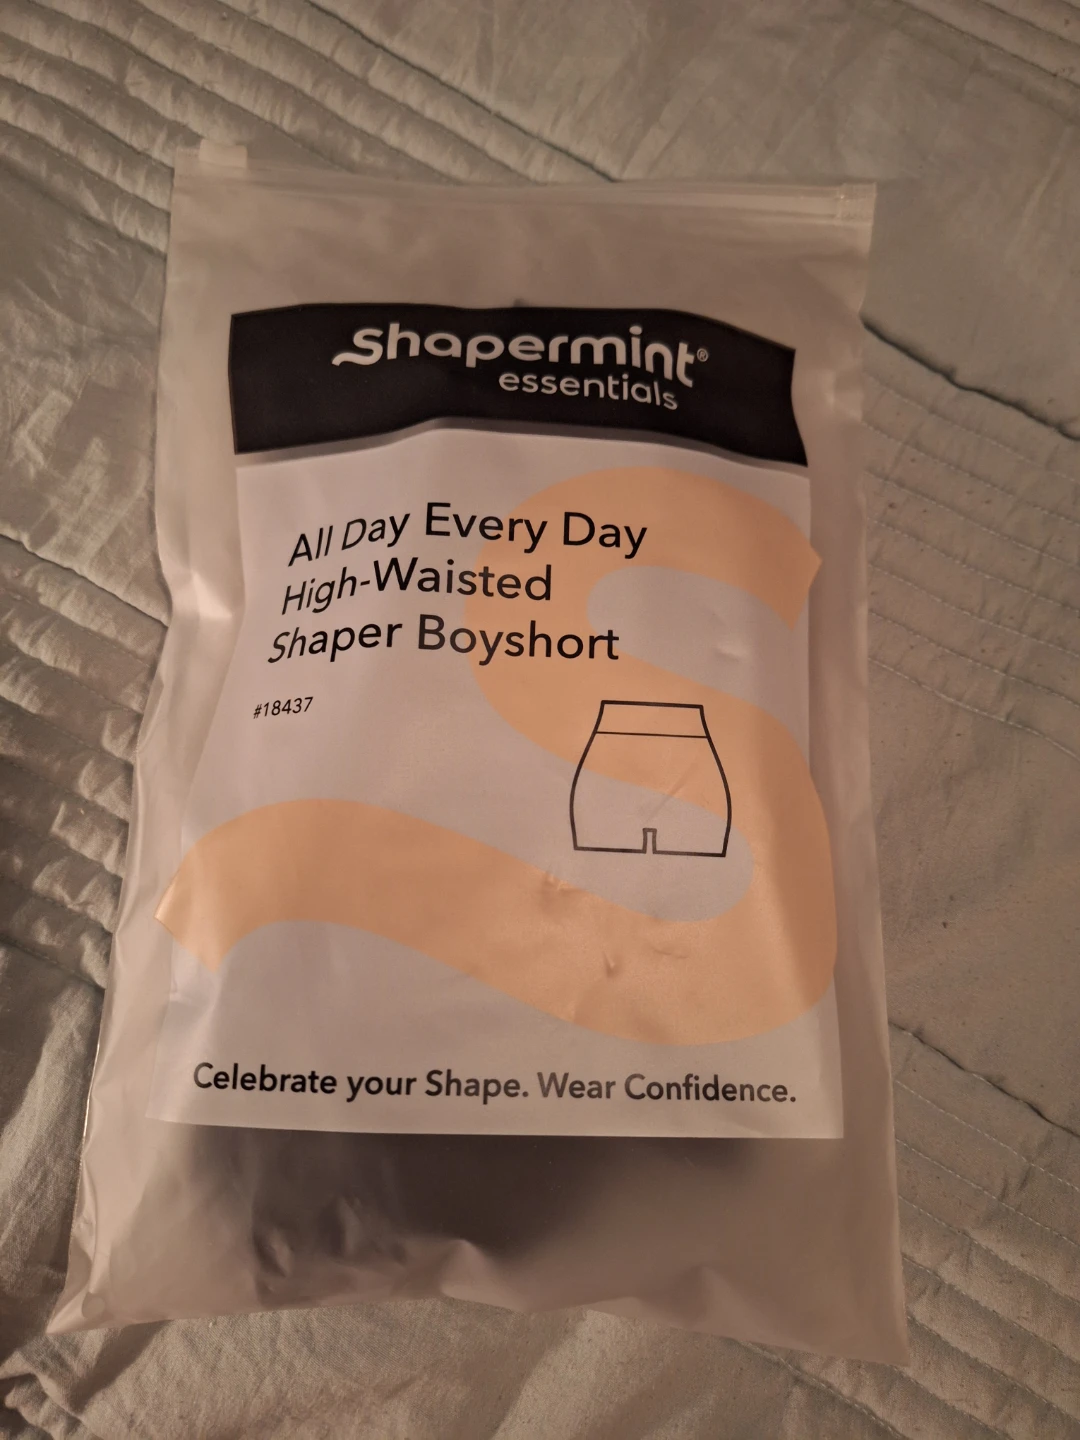 Shapermint®
essentials
All Day Every Day
High-Waisted
Shaper Boyshort
#18437
Celebrate your Shape. Wear Confidence.